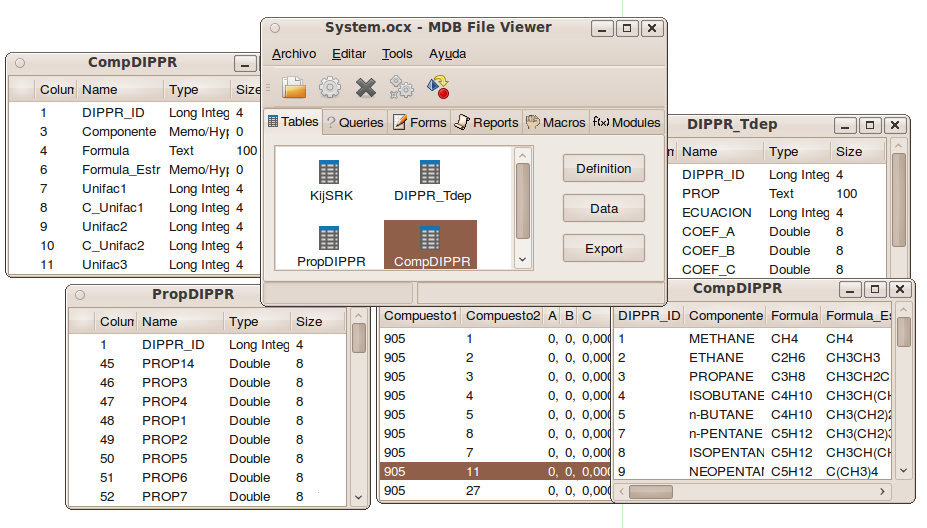 System.ocx - MDB File Viewer
Archivo Editar Tools Ayuda
Tables Queries Forms Reports Macros Modules
KijSRK DIPPR_Tdep
PropDIPPR CompDIPPR
Definition
Data
Export
CompDIPPR
Colum Name Type Size
1 DIPPR_ID Long Integ 4
3 Componente Memo/Hyp 0
4 Formula Text 100
6 Formula_Estr Memo/Hyp 0
7 Unifac1 Long Integ 4
8 C_Unifac1 Long Integ 4
9 Unifac2 Long Integ 4
10 C_Unifac2 Long Integ 4
11 Unifac3 Long Integ 4
DIPPR_Tdep
Name Type Size
DIPPR_ID Long Integ 4
PROP Text 100
ECUACION Long Integ 4
COEF_A Double 8
COEF_B Double 8
COEF_C Double 8
PropDIPPR
Colum Name Type Size
1 DIPPR_ID Long Integ 4
45 PROP14 Double 8
46 PROP3 Double 8
47 PROP4 Double 8
48 PROP1 Double 8
49 PROP2 Double 8
50 PROP5 Double 8
51 PROP6 Double 8
52 PROP7 Double 8
Compuesto1 Compuesto2 A B C
905 1 0, 0, 0,000
905 2 0, 0, 0,000
905 3 0, 0, 0,000
905 4 0, 0, 0,000
905 5 0, 0, 0,000
905 8 0, 0, 0,000
905 7 0, 0, 0,000
905 11 0, 0, 0,000
905 27 0, 0, 0,000
CompDIPPR
DIPPR_ID Componente Formula Formula_Es
1 METHANE CH4 CH4
2 ETHANE C2H6 CH3CH3
3 PROPANE C3H8 CH3CH2C
4 ISOBUTANE C4H10 CH3CH(CH
5 n-BUTANE C4H10 CH3(CH2)2
7 n-PENTANE C5H12 CH3(CH2)3
8 ISOPENTAN C5H12 CH3CH(CH
9 NEOPENTAN C5H12 C(CH3)4